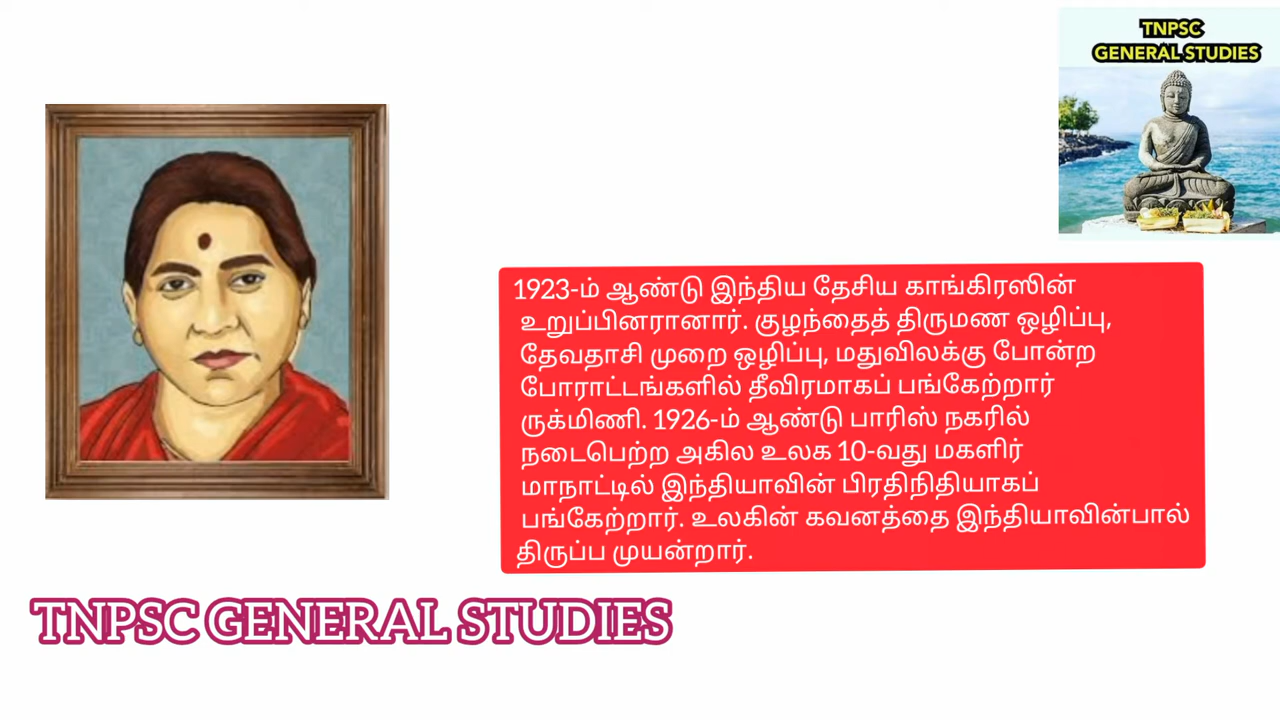 TNPSC
GENERAL STUDIES
1923-ம் ஆண்டு இந்திய தேசிய காங்கிரஸின்
உறுப்பினரானார். குழந்தைத் திருமண ஒழிப்பு,
தேவதாசி முறை ஒழிப்பு, மதுவிலக்கு போன்ற
போராட்டங்களில் தீவிரமாகப் பங்கேற்றார்
ருக்மிணி. 1926-ம் ஆண்டு பாரிஸ் நகரில்
நடைபெற்ற அகில உலக 10-வது மகளிர்
மாநாட்டில் இந்தியாவின் பிரதிநிதியாகப்
பங்கேற்றார். உலகின் கவனத்தை இந்தியாவின்பால்
திருப்ப முயன்றார்.
TNPSC GENERAL STUDIES